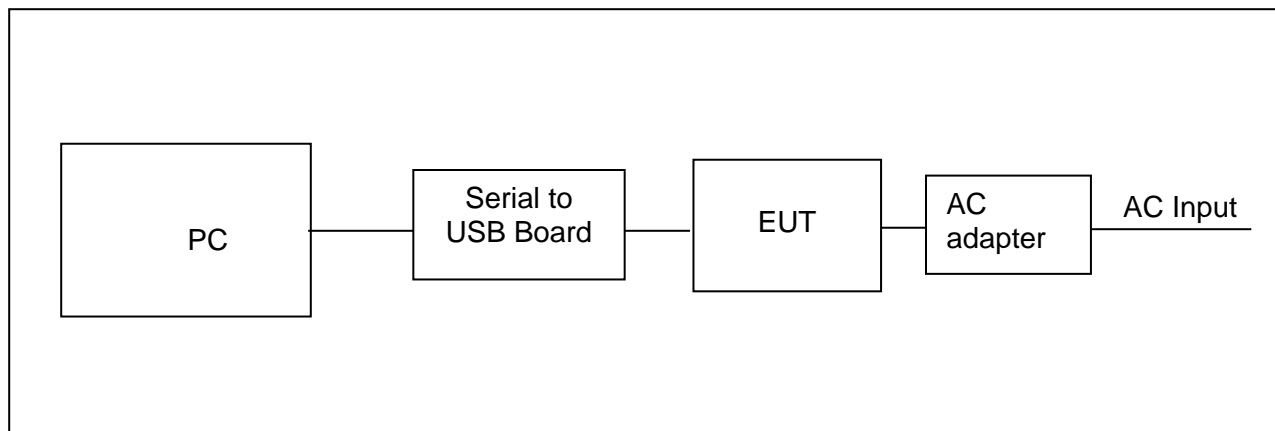 PC
Serial to
USB Board
EUT
AC
adapter
AC Input